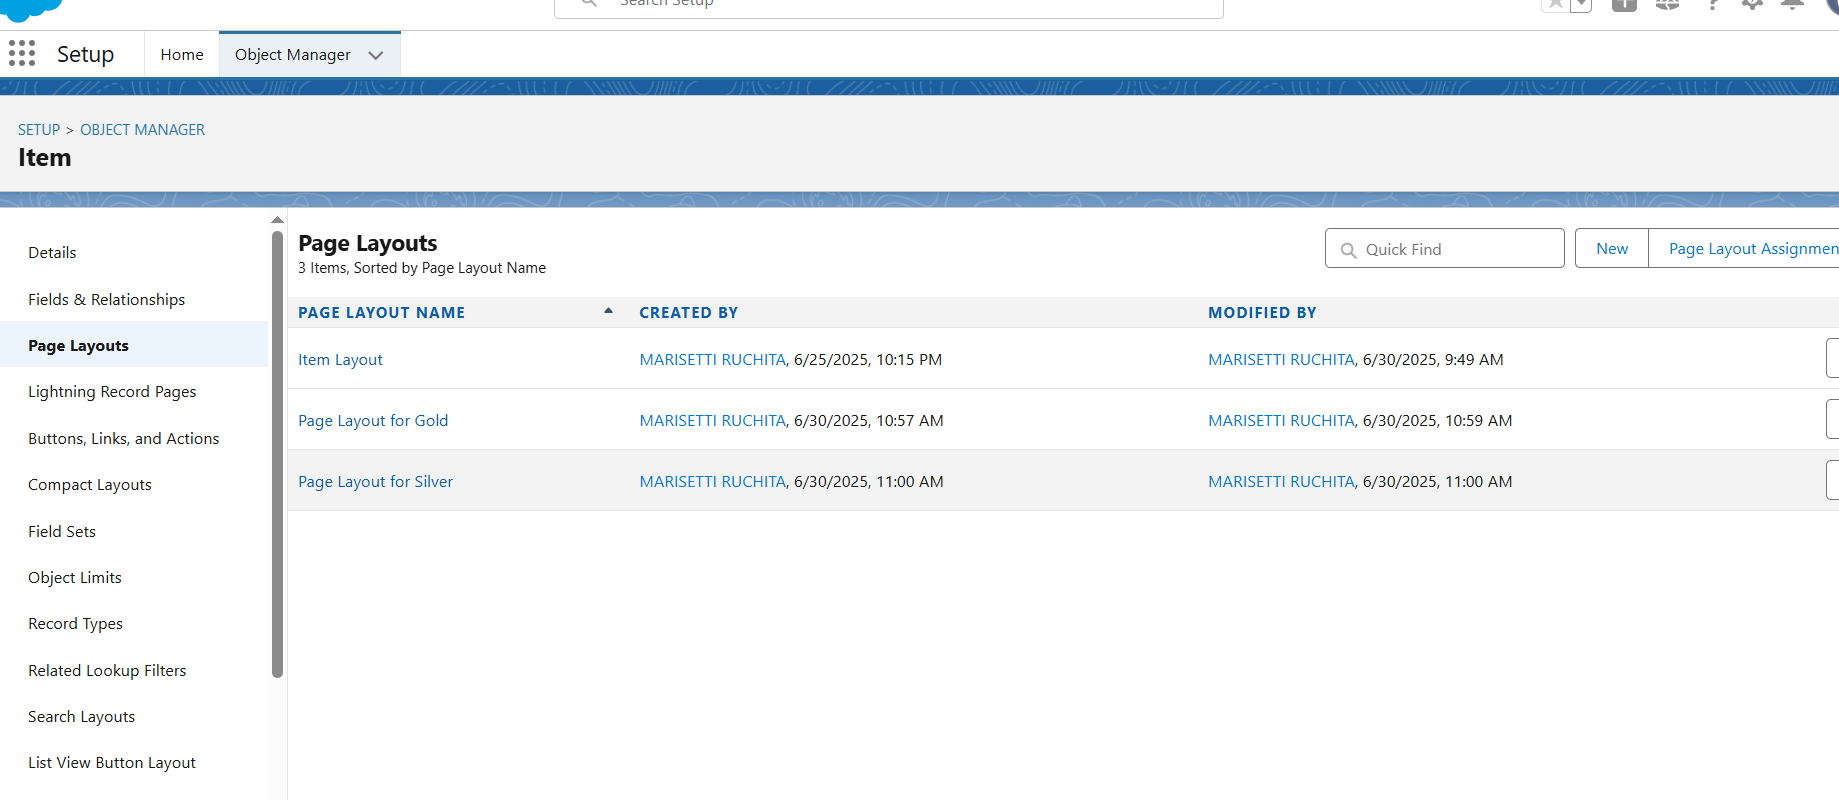 Search Setup
Setup
Home
Object Manager
SETUP > OBJECT MANAGER
Item
Details
Fields & Relationships
Page Layouts
Lightning Record Pages
Buttons, Links, and Actions
Compact Layouts
Field Sets
Object Limits
Record Types
Related Lookup Filters
Search Layouts
List View Button Layout
Page Layouts
3 Items, Sorted by Page Layout Name
Quick Find
New
Page Layout Assignmen
PAGE LAYOUT NAME CREATED BY MODIFIED BY
Item Layout MARISETTI RUCHITA, 6/25/2025, 10:15 PM MARISETTI RUCHITA, 6/30/2025, 9:49 AM
Page Layout for Gold MARISETTI RUCHITA, 6/30/2025, 10:57 AM MARISETTI RUCHITA, 6/30/2025, 10:59 AM
Page Layout for Silver MARISETTI RUCHITA, 6/30/2025, 11:00 AM MARISETTI RUCHITA, 6/30/2025, 11:00 AM